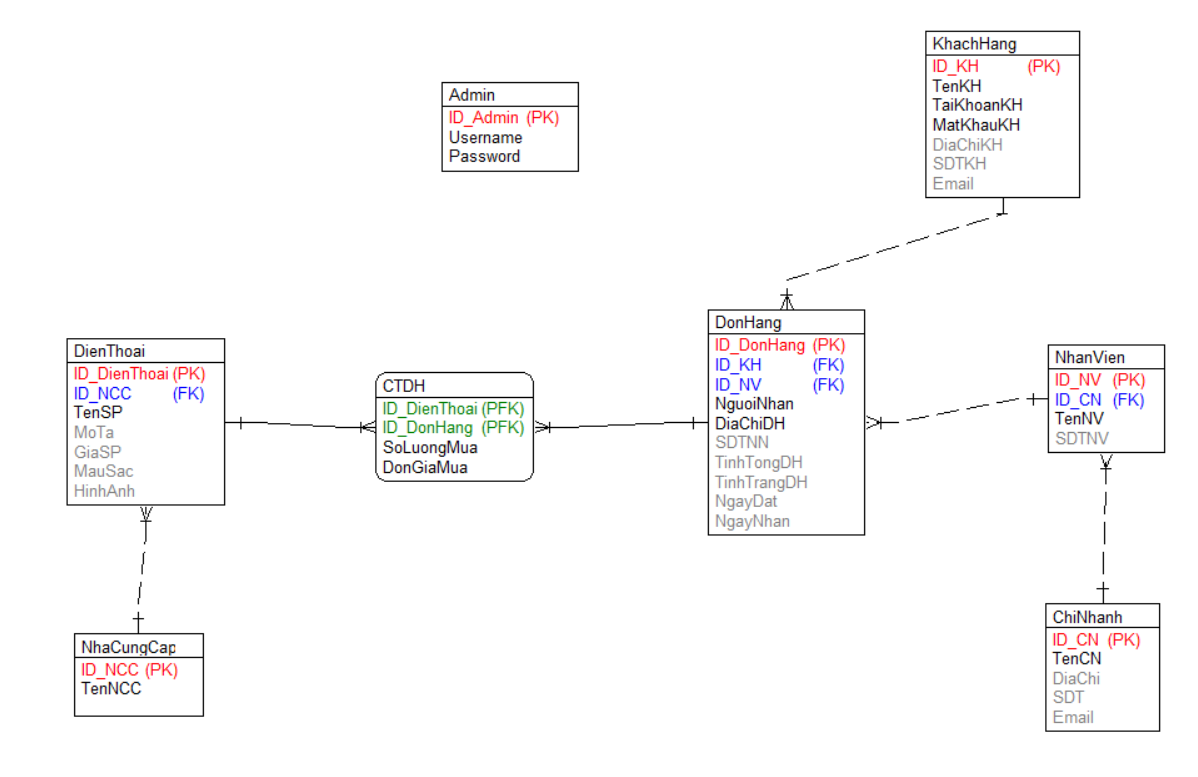 KhachHang
ID_KH (PK)
TenKH
TaiKhoanKH
MatKhauKH
DiaChiKH
SDTKH
Email
Admin
ID_Admin (PK)
Username
Password
DonHang
ID_DonHang (PK)
ID_KH (FK)
ID_NV (FK)
NguoiNhan
DiaChiDH
SDTNN
TinhTongDH
TinhTrangDH
NgayDat
NgayNhan
DienThoai
ID_DienThoai (PK)
ID_NCC (FK)
TenSP
MoTa
GiaSP
MauSac
HinhAnh
CTDH
ID_DienThoai (PFK)
ID_DonHang (PFK)
SoLuongMua
DonGiaMua
NhanVien
ID_NV (PK)
ID_CN (FK)
TenNV
SDTNV
NhaCungCap
ID_NCC (PK)
TenNCC
ChiNhanh
ID_CN (PK)
TenCN
DiaChi
SDT
Email